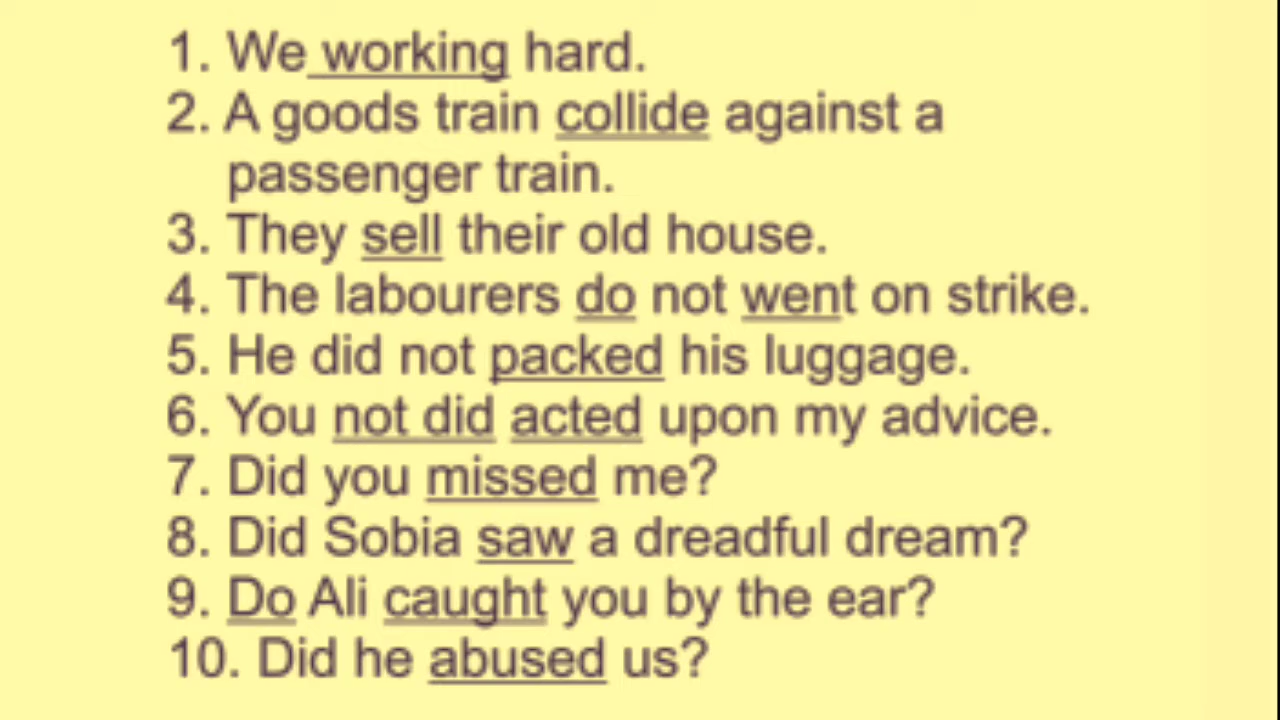 1. We working hard.
2. A goods train collide against a
passenger train.
3. They sell their old house.
4. The labourers do not went on strike.
5. He did not packed his luggage.
6. You not did acted upon my advice.
7. Did you missed me?
8. Did Sobia saw a dreadful dream?
9. Do Ali caught you by the ear?
10. Did he abused us?